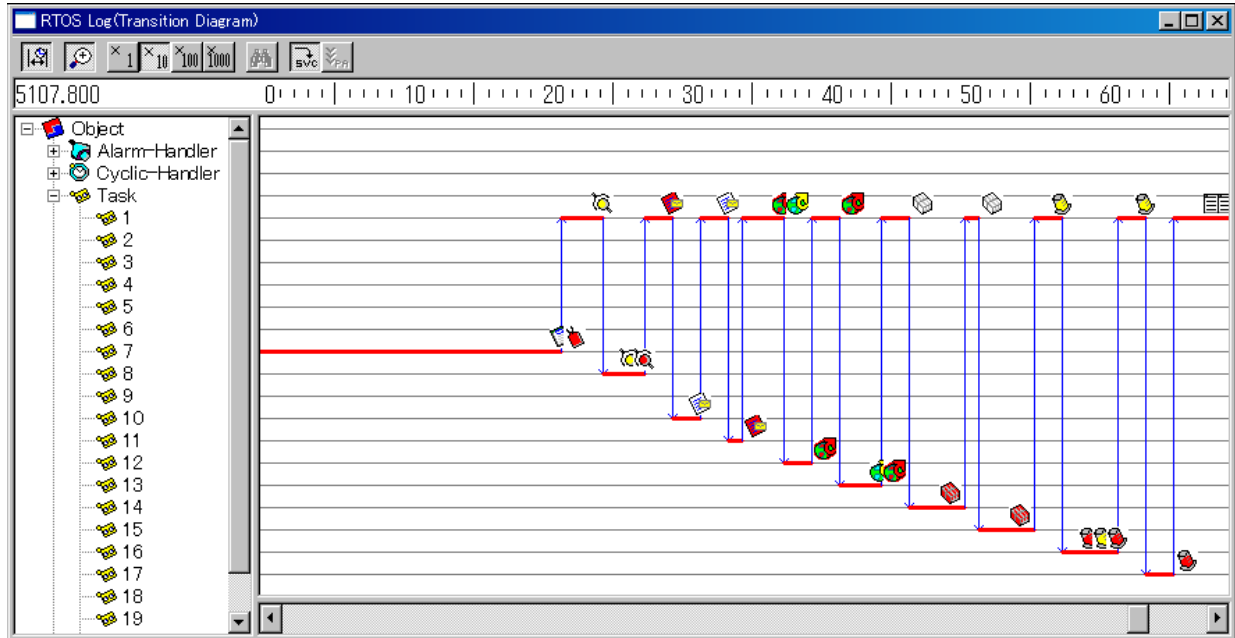 RTOS Log(Transition Diagram)
×1 ×10 ×100 ×1000 SVC PR
5107.800 0 10 20 30 40 50 60
Object
Alarm-Handler
Cyclic-Handler
Task
1
2
3
4
5
6
7
8
9
10
11
12
13
14
15
16
17
18
19